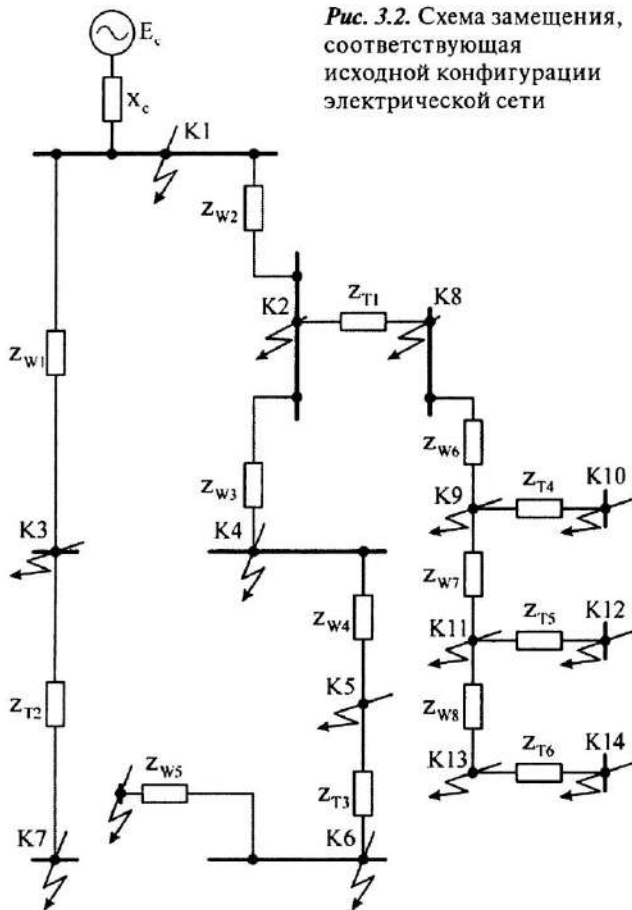 Рис. 3.2. Схема замещения,
соответствующая
исходной конфигурации
электрической сети
E_c
x_c
K1
z_W2
K2
z_T1
K8
z_W1
z_W3
z_W6
K3
K4
K9
z_T4
K10
z_W4
z_W7
K11
z_T5
K12
z_T2
K5
z_W8
z_W5
z_T3
K13
z_T6
K14
K7
K6